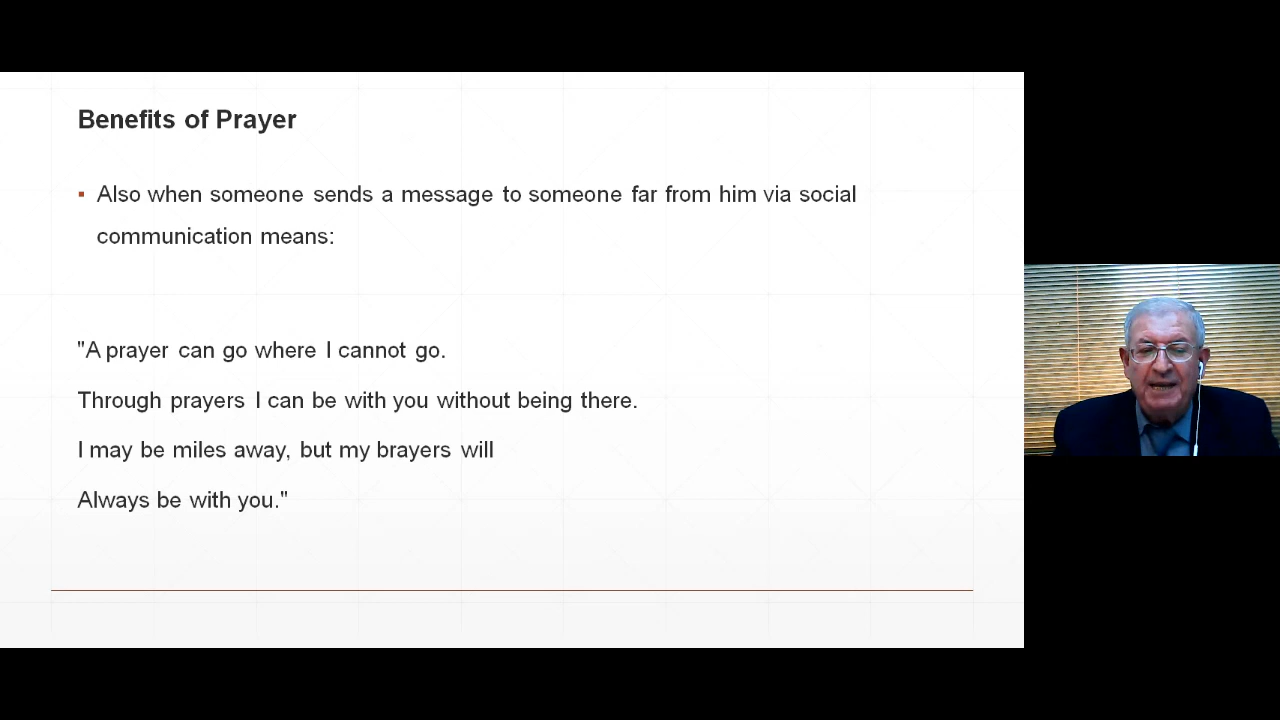 Benefits of Prayer
▪ Also when someone sends a message to someone far from him via social
communication means:
"A prayer can go where I cannot go.
Through prayers I can be with you without being there.
I may be miles away, but my brayers will
Always be with you."